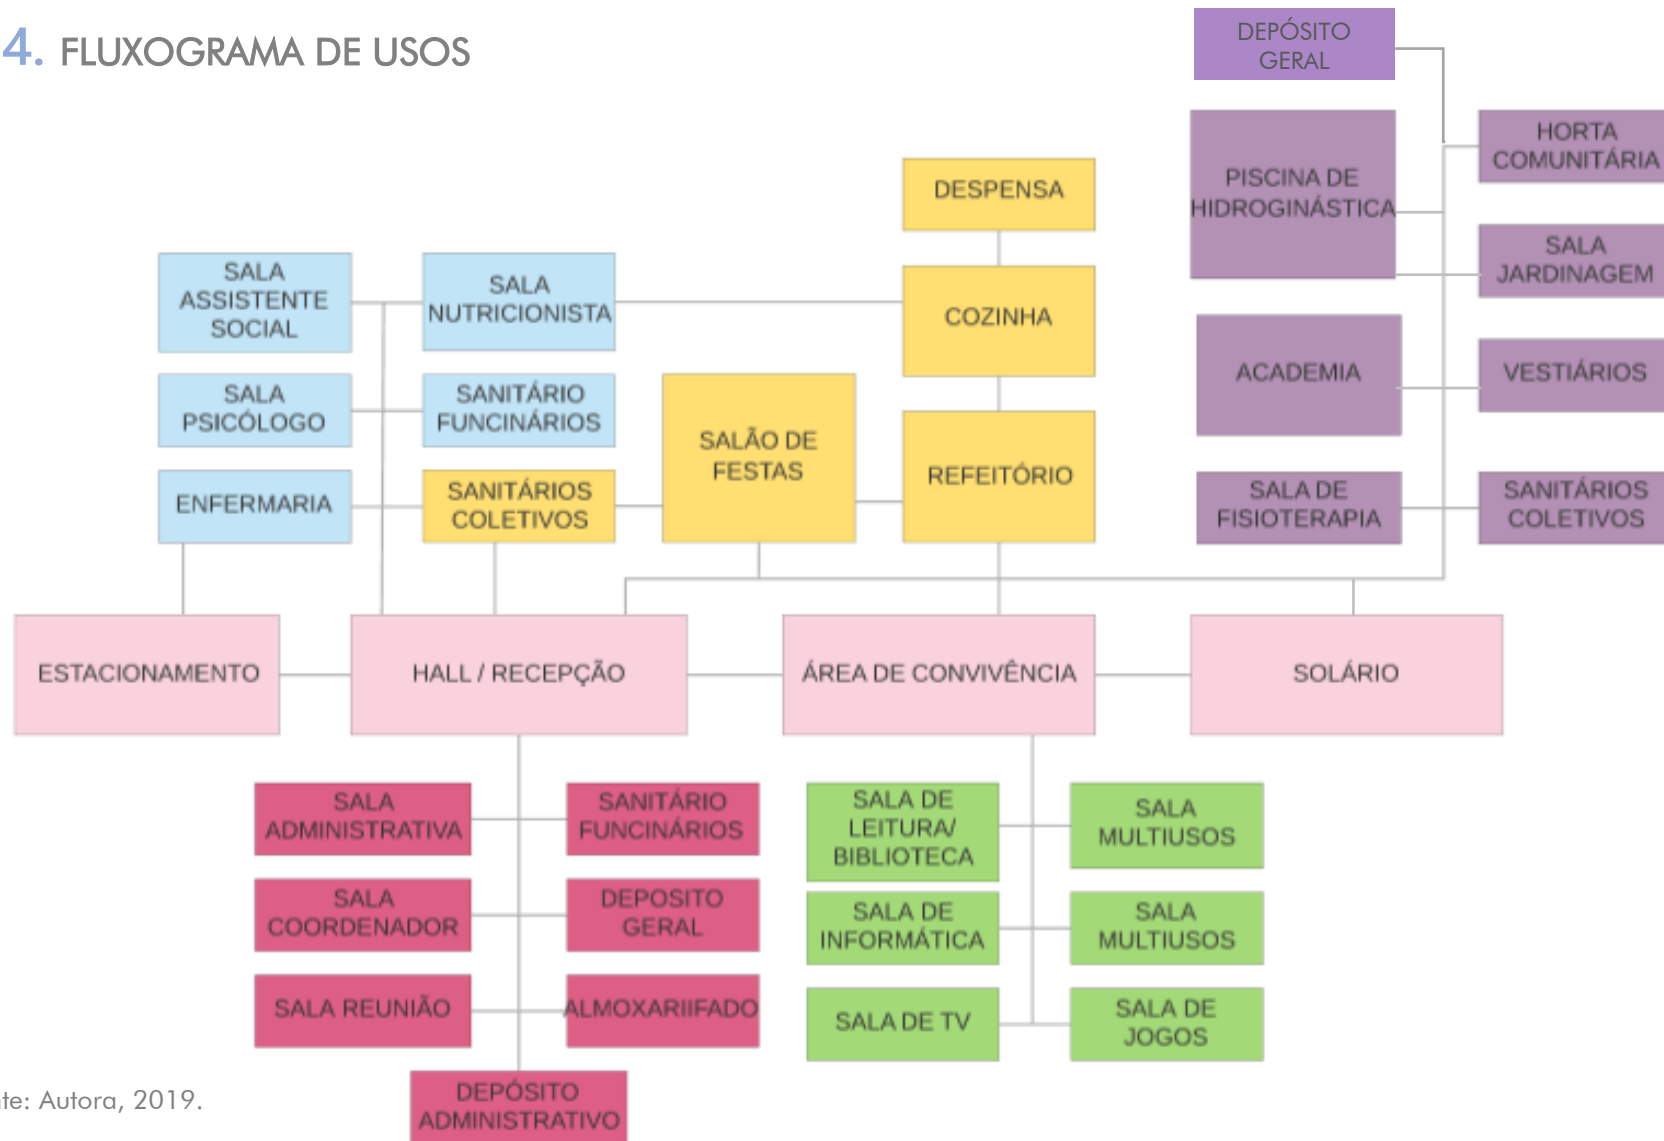 4. FLUXOGRAMA DE USOS
DEPÓSITO
GERAL
HORTA
COMUNITÁRIA
PISCINA DE
HIDROGINÁSTICA
DESPENSA
SALA
JARDINAGEM
SALA
ASSISTENTE
SOCIAL
SALA
NUTRICIONISTA
COZINHA
ACADEMIA
VESTIÁRIOS
SALA
PSICÓLOGO
SANITÁRIO
FUNCINÁRIOS
SALÃO DE
FESTAS
REFEITÓRIO
ENFERMARIA
SANITÁRIOS
COLETIVOS
SALA DE
FISIOTERAPIA
SANITÁRIOS
COLETIVOS
ESTACIONAMENTO
HALL / RECEPÇÃO
ÁREA DE CONVIVÊNCIA
SOLÁRIO
SALA
ADMINISTRATIVA
SANITÁRIO
FUNCINÁRIOS
SALA DE
LEITURA/
BIBLIOTECA
SALA
MULTIUSOS
SALA
COORDENADOR
DEPOSITO
GERAL
SALA DE
INFORMÁTICA
SALA
MULTIUSOS
SALA REUNIÃO
ALMOXARIIFADO
SALA DE TV
SALA DE
JOGOS
DEPÓSITO
ADMINISTRATIVO
nte: Autora, 2019.